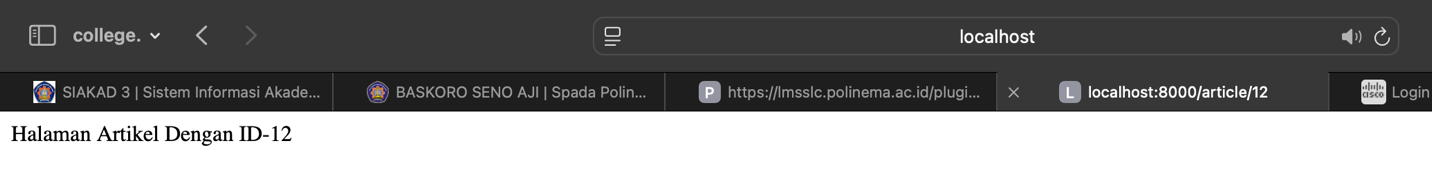 college.
localhost
SIAKAD 3 | Sistem Informasi Akade...
BASKORO SENO AJI | Spada Polin...
P https://lmsslc.polinema.ac.id/plugi...
L localhost:8000/article/12
cisco Login
Halaman Artikel Dengan ID-12